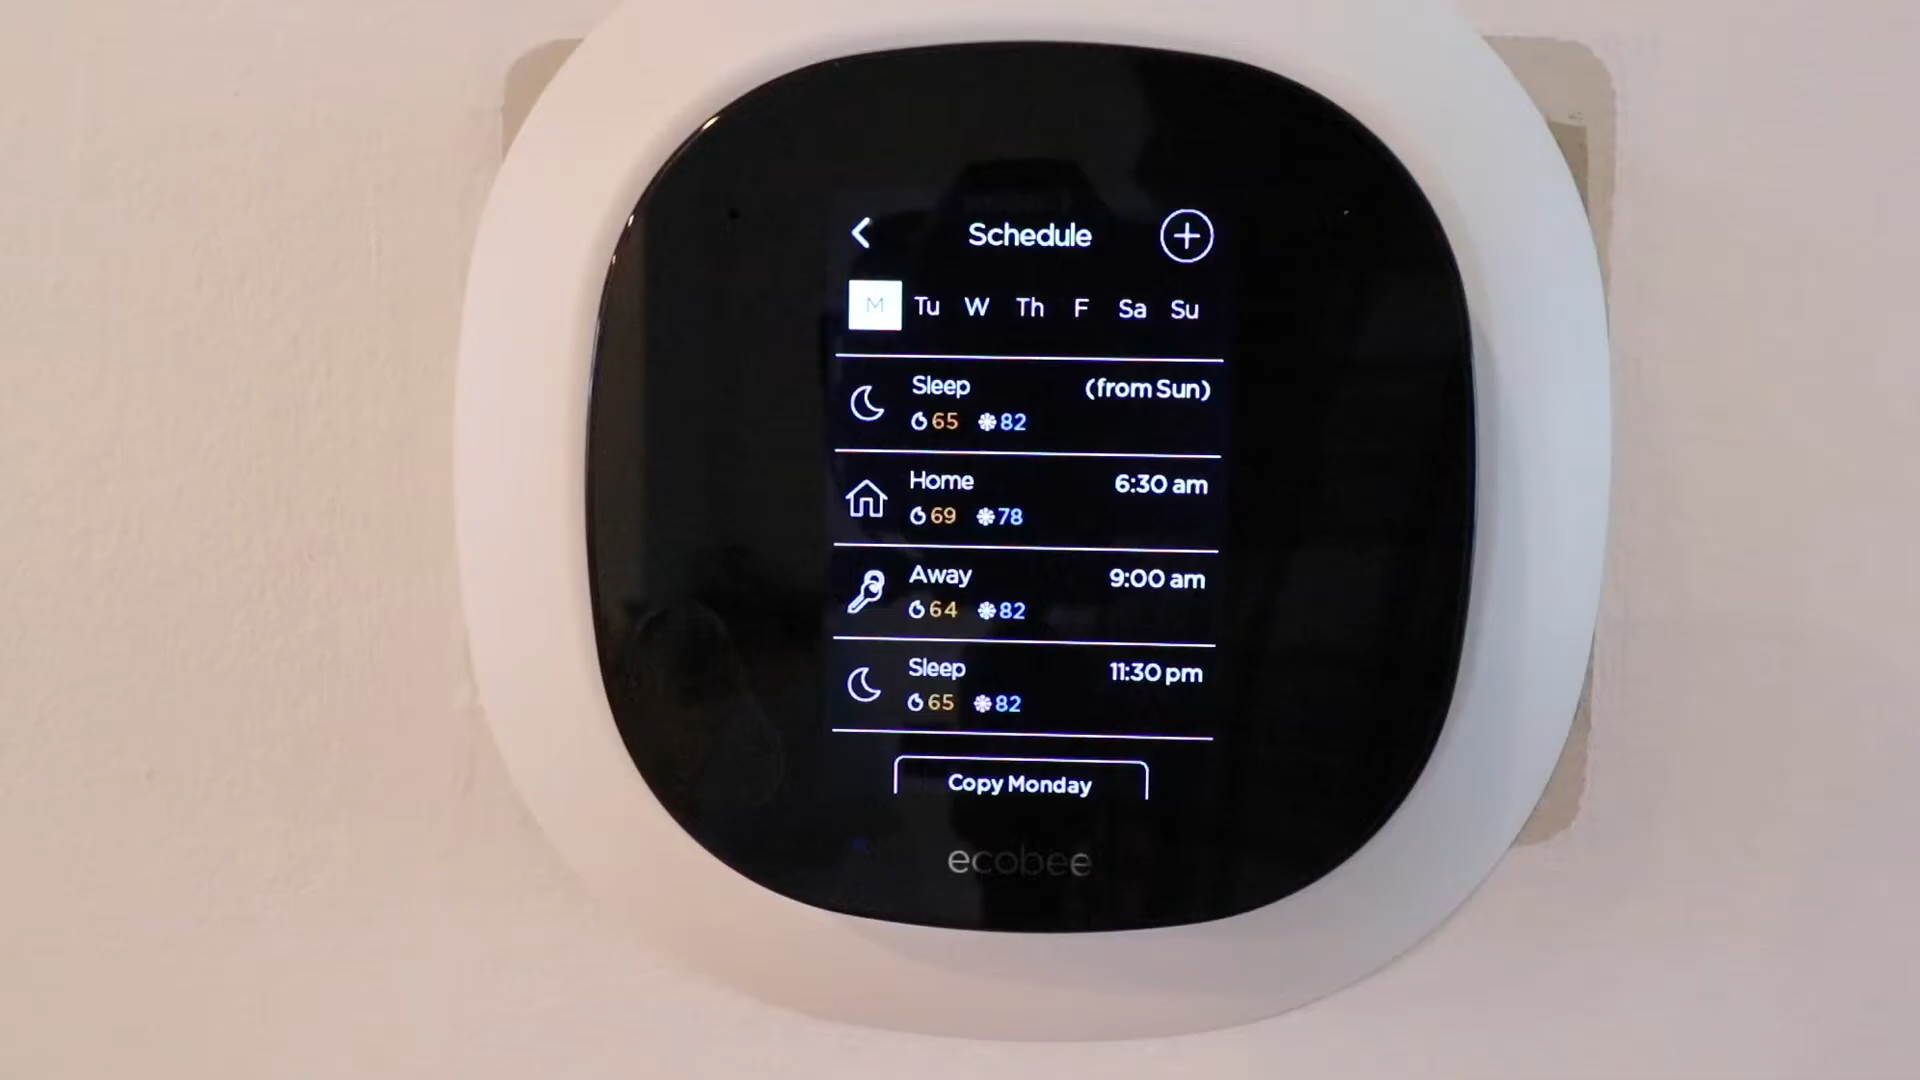 Schedule
M Tu W Th F Sa Su
Sleep (from Sun)
65 82
Home 6:30 am
69 78
Away 9:00 am
64 82
Sleep 11:30 pm
65 82
Copy Monday
ecobee